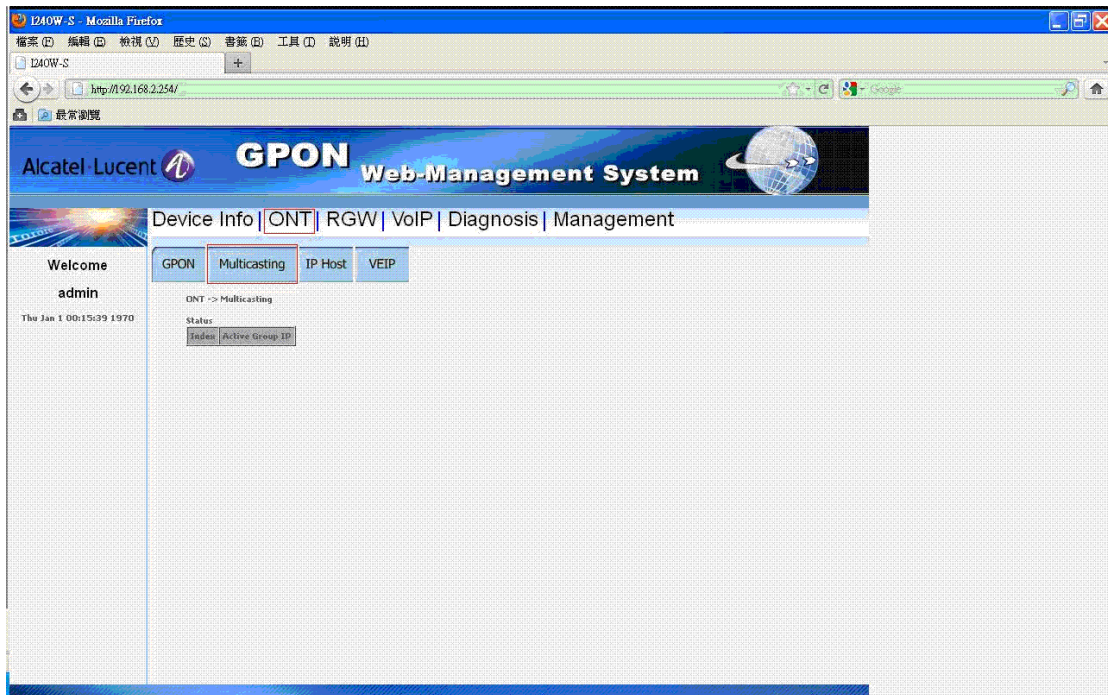 I240W-S - Mozilla Firefox
檔案(F) 編輯(E) 檢視(V) 歷史(S) 書籤(B) 工具(T) 說明(H)
I240W-S
http://192.168.2.254/
Google
最常瀏覽
Alcatel·Lucent
GPON Web-Management System
Device Info | ONT | RGW | VoIP | Diagnosis | Management
Welcome
admin
Thu Jan 1 00:15:39 1970
GPON Multicasting IP Host VEIP
ONT -> Multicasting
Status
Index Active Group IP